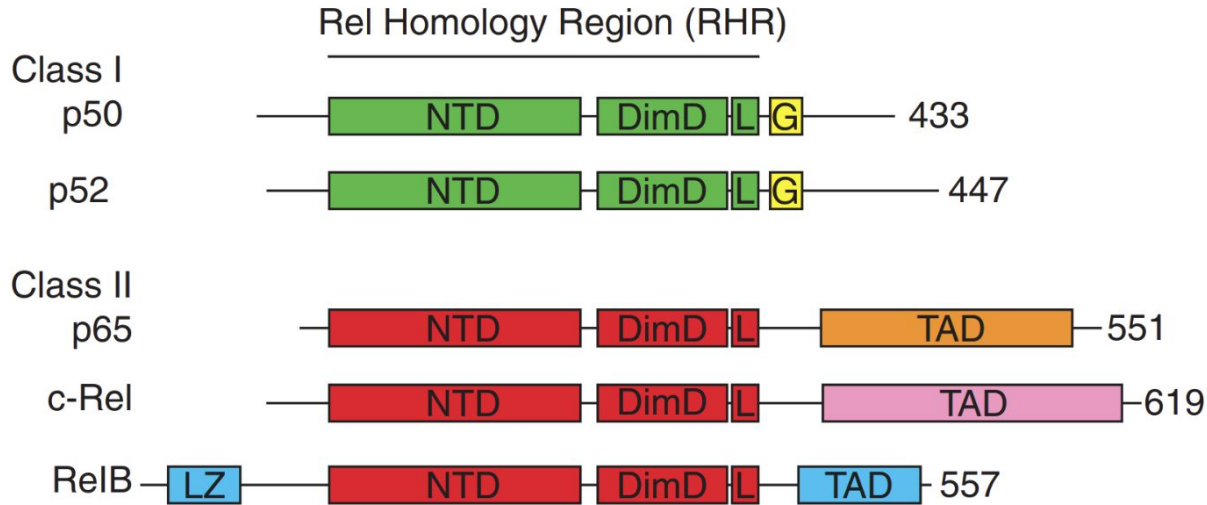 Rel Homology Region (RHR)
Class I
p50 NTD DimD L G 433
p52 NTD DimD L G 447
Class II
p65 NTD DimD L TAD 551
c-Rel NTD DimD L TAD 619
RelB LZ NTD DimD L TAD 557